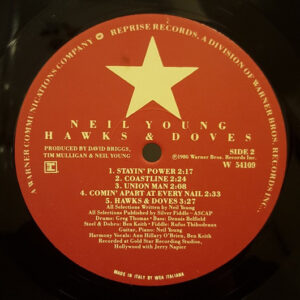 A WARNER COMMUNICATIONS COMPANY
REPRISE RECORDS, A DIVISION OF WARNER BROS. RECORDS INC.,
NEIL YOUNG
HAWKS & DOVES
PRODUCED BY DAVID BRIGGS,
TIM MULLIGAN & NEIL YOUNG
SIDE 2
℗1980 Warner Bros. Records Inc.
W 54109
1. STAYIN' POWER 2:17
2. COASTLINE 2:24
3. UNION MAN 2:08
4. COMIN' APART AT EVERY NAIL 2:33
5. HAWKS & DOVES 3:27
All Selections Written by Neil Young
All Selections Published by Silver Fiddle - ASCAP
Drums: Greg Thomas • Bass: Dennis Belfield
Steel & Dobro: Ben Keith • Fiddle: Rufus Thibodeaux
Guitar, Piano: Neil Young
Harmony Vocals: Ann Hillary O'Brien, Ben Keith
Recorded at Gold Star Recording Studios,
Hollywood with Jerry Napier
MADE IN ITALY BY WEA ITALIANA